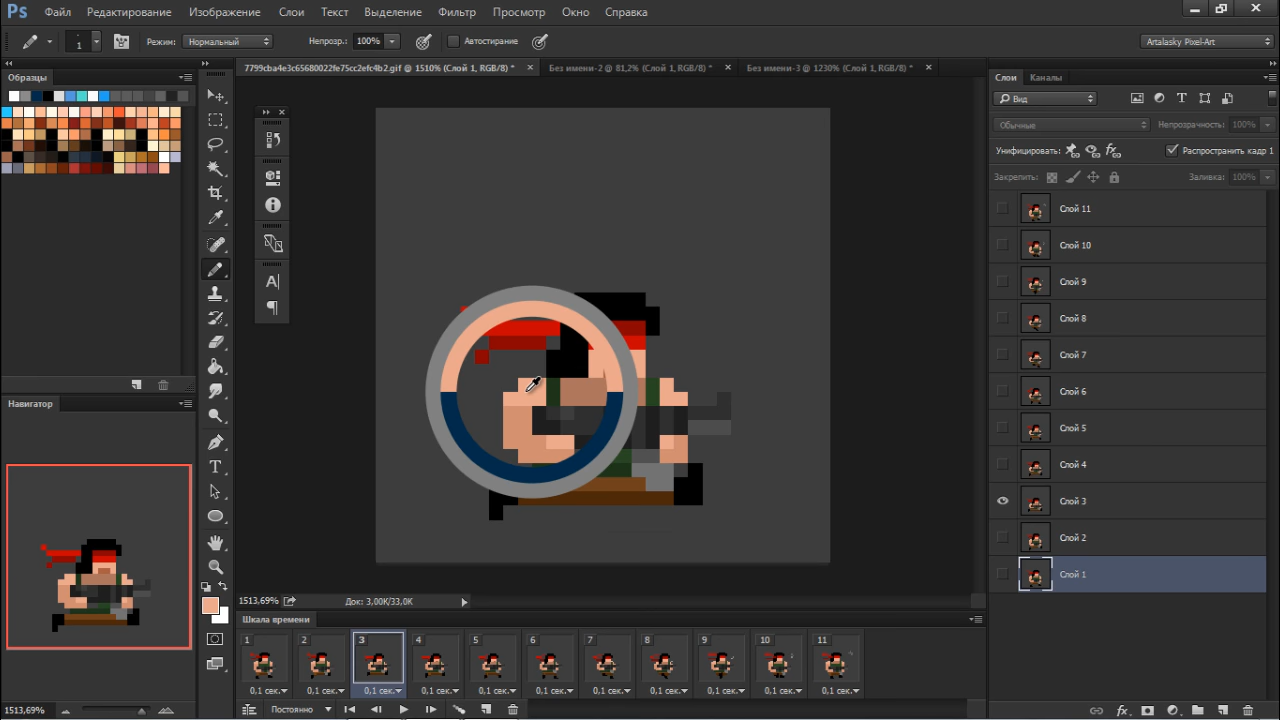 Ps Файл Редактирование Изображение Слои Текст Выделение Фильтр Просмотр Окно Справка
1 Режим: Нормальный Непрозр.: 100% Автостирание Artalasky Pixel-Art
Образцы
7799cba4e3c65680022fe75cc2efc4b2.gif @ 1510% (Слой 1, RGB/8) * Без имени-2 @ 81,2% (Слой 1, RGB/8) * Без имени-3 @ 1230% (Слой 1, RGB/8) *
Слои Каналы
Вид
Обычные Непрозрачность: 100%
Унифицировать: Распространить кадр 1
Закрепить: Заливка: 100%
Слой 11
Слой 10
Слой 9
Слой 8
Слой 7
Слой 6
Слой 5
Слой 4
Слой 3
Слой 2
Слой 1
Навигатор
1513,69%
1513,69% Док: 3,00K/33,0K
Шкала времени
1 2 3 4 5 6 7 8 9 10 11
0,1 сек. 0,1 сек. 0,1 сек. 0,1 сек. 0,1 сек. 0,1 сек. 0,1 сек. 0,1 сек. 0,1 сек. 0,1 сек. 0,1 сек.
Постоянно